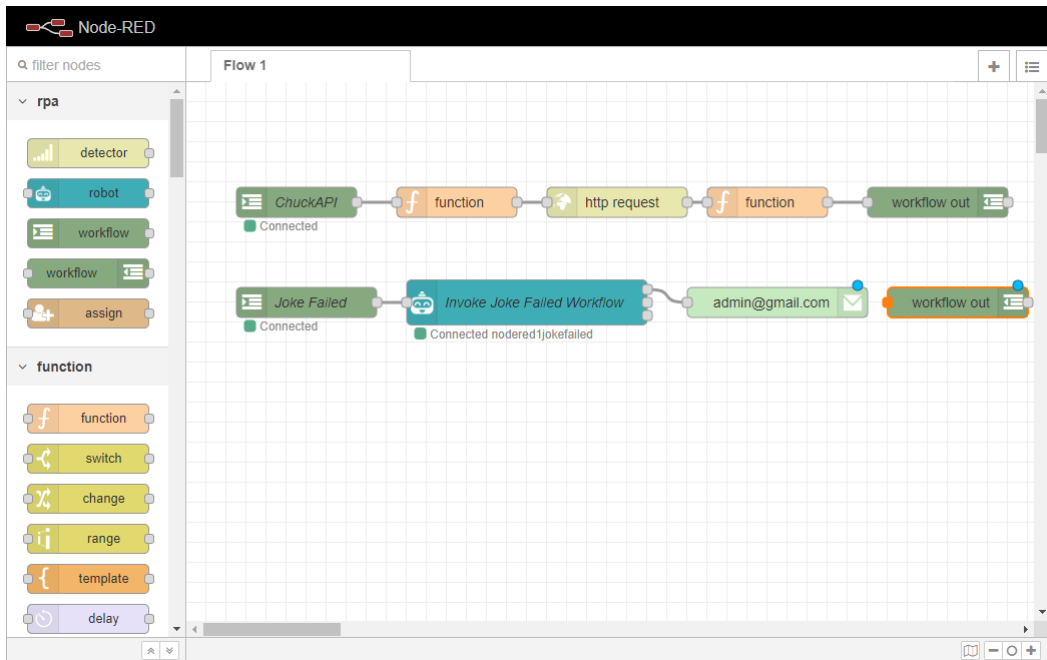 Node-RED
filter nodes
Flow 1
rpa
detector
robot
workflow
workflow
assign
function
function
switch
change
range
template
delay
ChuckAPI
function
http request
function
workflow out
Connected
Joke Failed
Invoke Joke Failed Workflow
admin@gmail.com
workflow out
Connected
Connected nodered1jokefailed